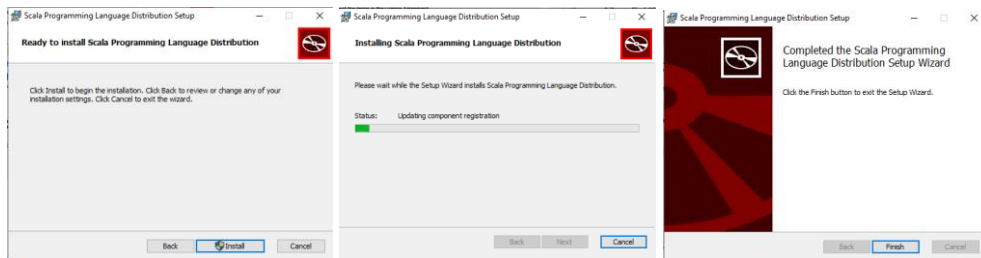 Scala Programming Language Distribution Setup
Ready to install Scala Programming Language Distribution
Click Install to begin the installation. Click Back to review or change any of your
installation settings. Click Cancel to exit the wizard.
Back
Install
Cancel
Scala Programming Language Distribution Setup
Installing Scala Programming Language Distribution
Please wait while the Setup Wizard installs Scala Programming Language Distribution.
Status: Updating component registration
Back
Next
Cancel
Scala Programming Language Distribution Setup
Completed the Scala Programming
Language Distribution Setup Wizard
Click the Finish button to exit the Setup Wizard.
Back
Finish
Cancel